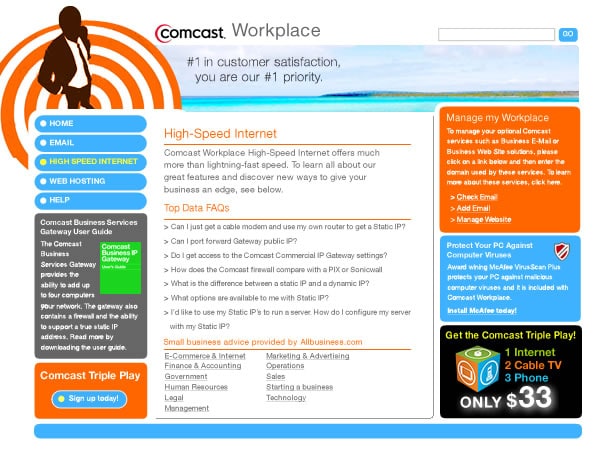 Comcast. Workplace
GO
#1 in customer satisfaction,
you are our #1 priority.
HOME
EMAIL
HIGH SPEED INTERNET
WEB HOSTING
HELP
Comcast Business Services
Gateway User Guide
The Comcast
Business
Services Gateway
provides the
ability to add up
to four computers
your network. The gateway also
contains a firewall and the ability
to support a true static IP
address. Read more by
downloading the user guide.
Comcast
Business IP
Gateway
User's Guide
Comcast Triple Play
Sign up today!
High-Speed Internet
Comcast Workplace High-Speed Internet offers much
more than lightning-fast speed. To learn all about our
great features and discover new ways to give your
business an edge, see below.
Top Data FAQs
> Can I just get a cable modem and use my own router to get a Static IP?
> Can I port forward Gateway public IP?
> Do I get access to the Comcast Commercial IP Gateway settings?
> How does the Comcast firewall compare with a PIX or Sonicwall
> What is the difference between a static IP and a dynamic IP?
> What options are available to me with Static IP?
> I'd like to use my Static IP's to run a server. How do I configure my server
with my Static IP?
Small business advice provided by Allbusiness.com
E-Commerce & Internet
Finance & Accounting
Government
Human Resources
Legal
Management
Marketing & Advertising
Operations
Sales
Starting a business
Technology
Manage my Workplace
To manage your optional Comcast
services such as Business E-Mail or
Business Web Site solutions, please
click on a link below and then enter the
domain used by these services. To learn
more about these services, click here.
> Check Email
> Add Email
> Manage Website
Protect Your PC Against
Computer Viruses
Award wining McAfee VirusScan Plus
protects your PC against malicious
computer viruses and it is included with
Comcast Workplace.
Install McAfee today!
Get the Comcast Triple Play!
1 Internet
2 Cable TV
3 Phone
ONLY $33